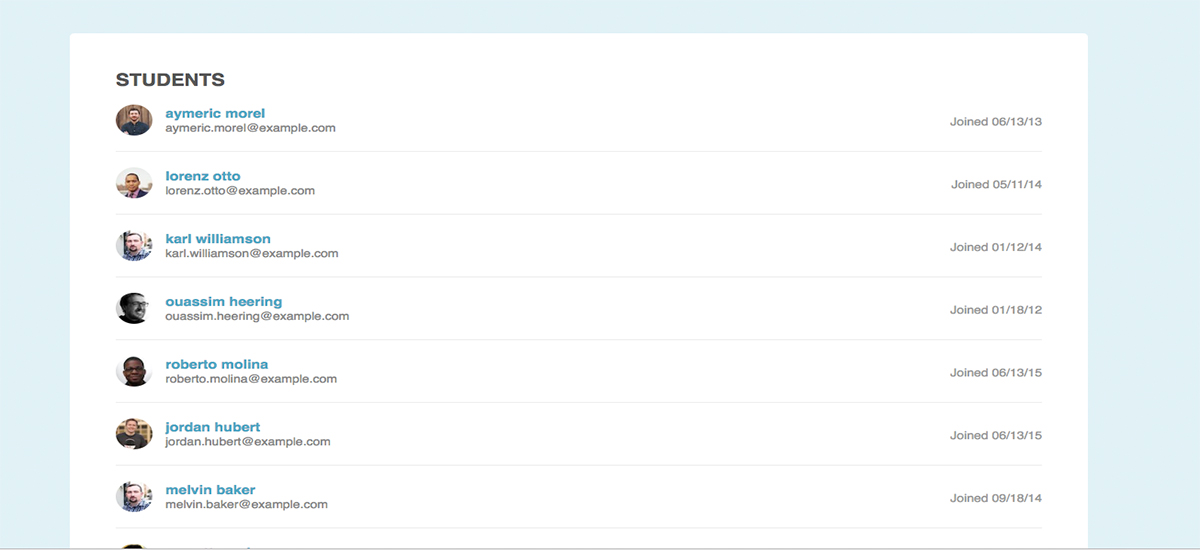 STUDENTS
aymeric morel
aymeric.morel@example.com
Joined 06/13/13
lorenz otto
lorenz.otto@example.com
Joined 05/11/14
karl williamson
karl.williamson@example.com
Joined 01/12/14
ouassim heering
ouassim.heering@example.com
Joined 01/18/12
roberto molina
roberto.molina@example.com
Joined 06/13/15
jordan hubert
jordan.hubert@example.com
Joined 06/13/15
melvin baker
melvin.baker@example.com
Joined 09/18/14